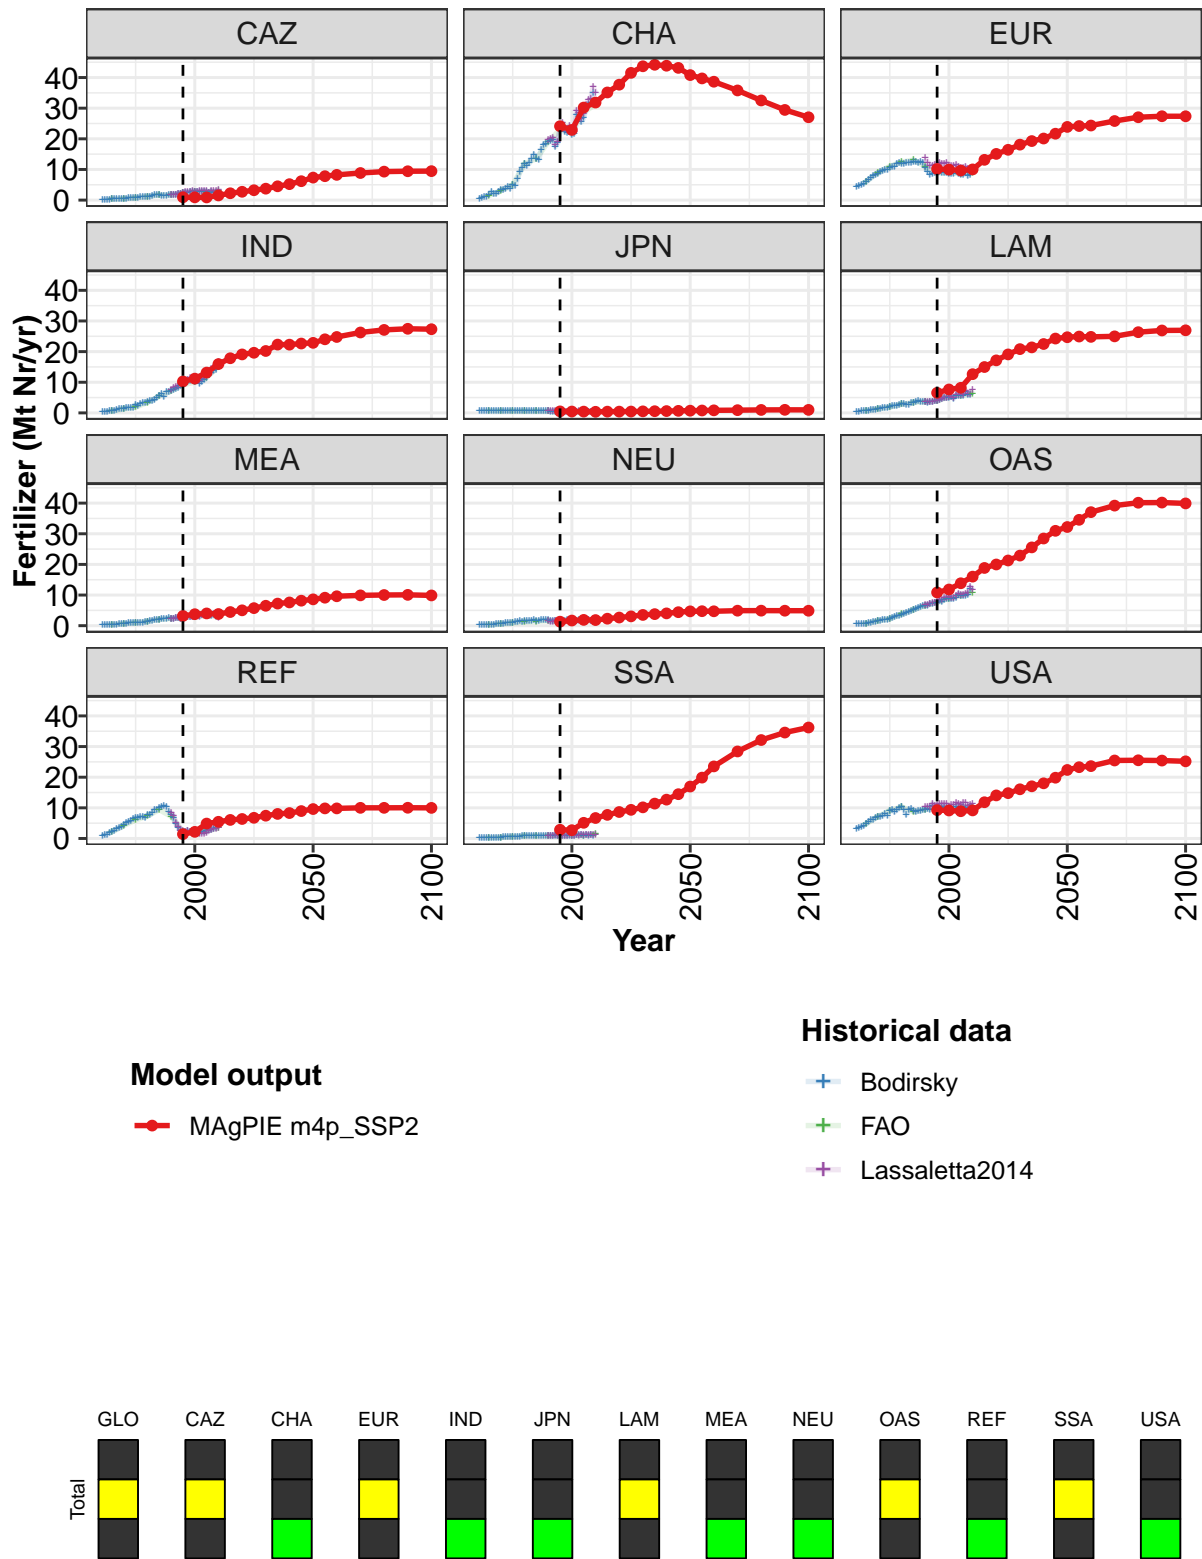 CAZ CHA EUR
40
30
20
10
0
IND JPN LAM
40
30
20
10
0
MEA NEU OAS
40
30
20
10
0
REF SSA USA
40
30
20
10
0
Fertilizer (Mt Nr/yr)
2000 2050 2100 2000 2050 2100 2000 2050 2100
Year
Model output
MAgPIE m4p_SSP2
Historical data
Bodirsky
FAO
Lassaletta2014
GLO CAZ CHA EUR IND JPN LAM MEA NEU OAS REF SSA USA
Total